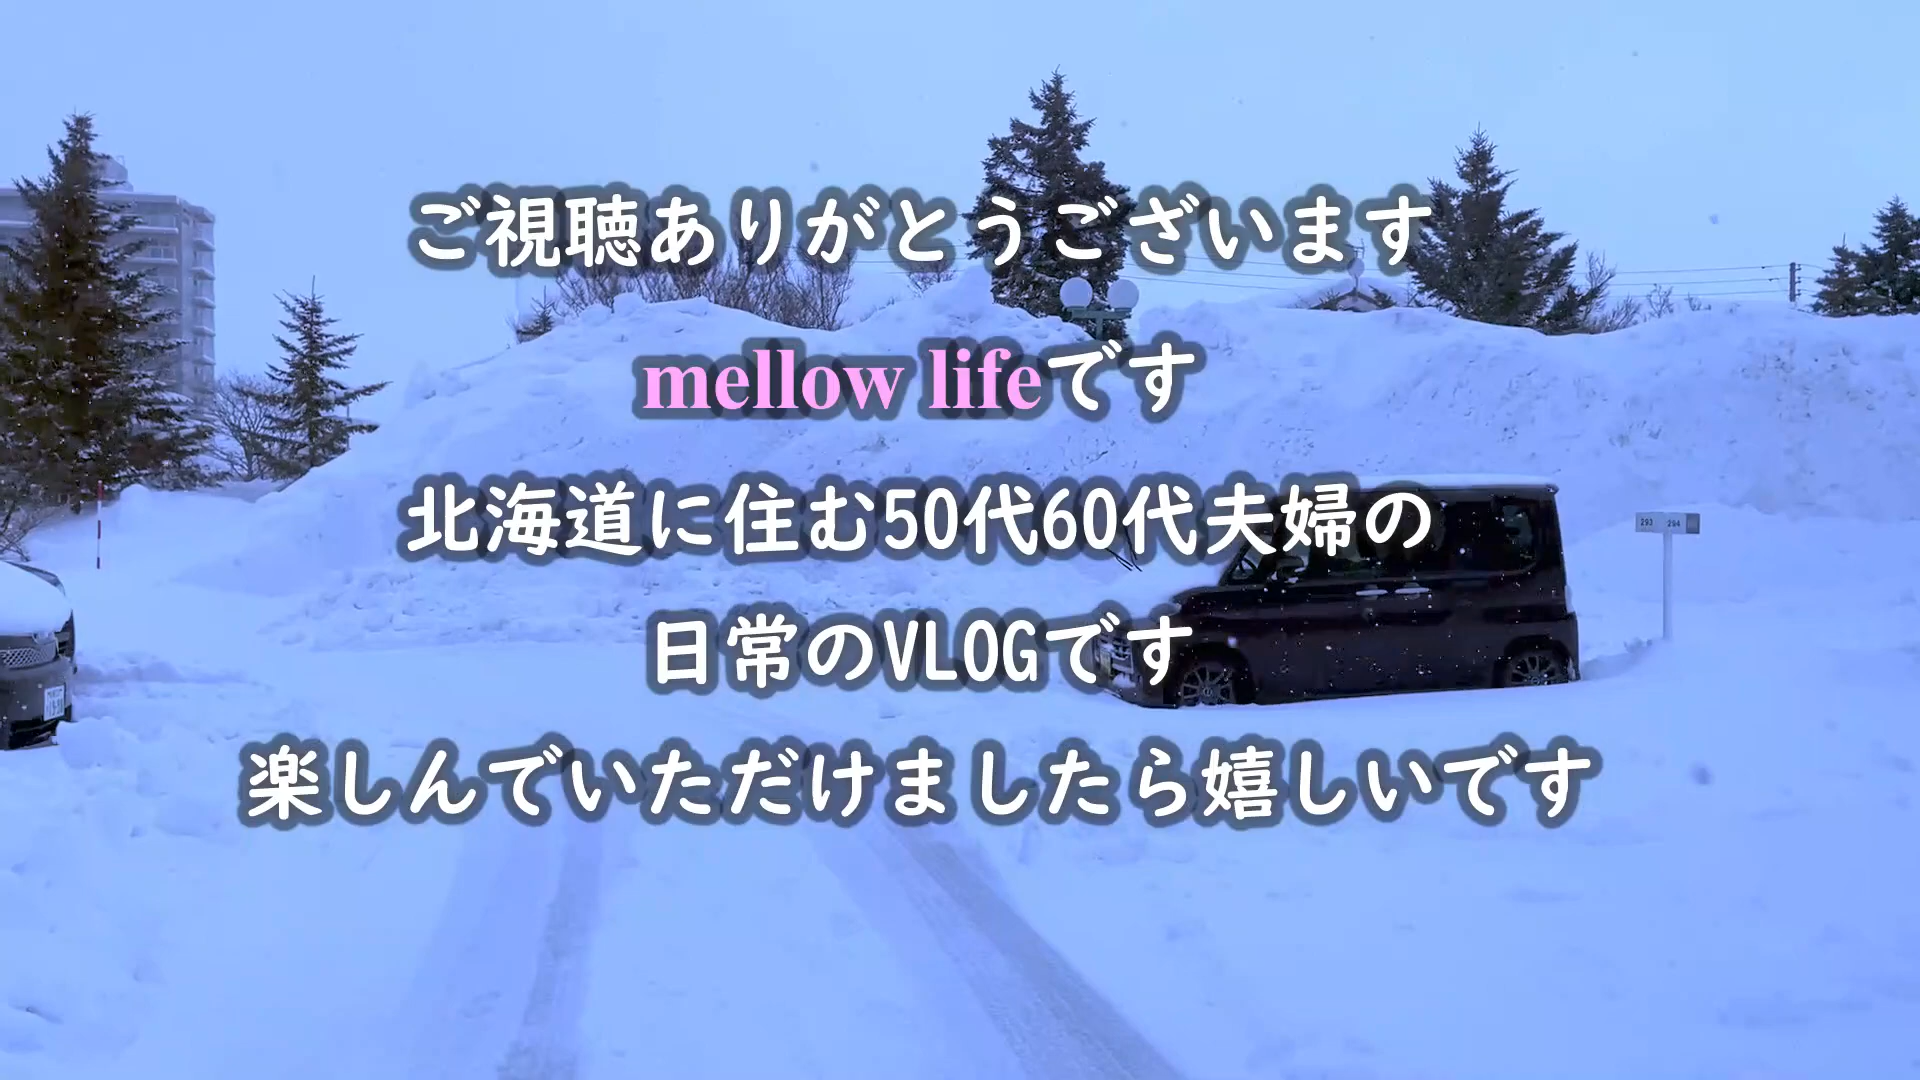 ご視聴ありがとうございます
mellow lifeです
北海道に住む50代60代夫婦の
日常のVLOGです
楽しんでいただけましたら嬉しいです
293 294